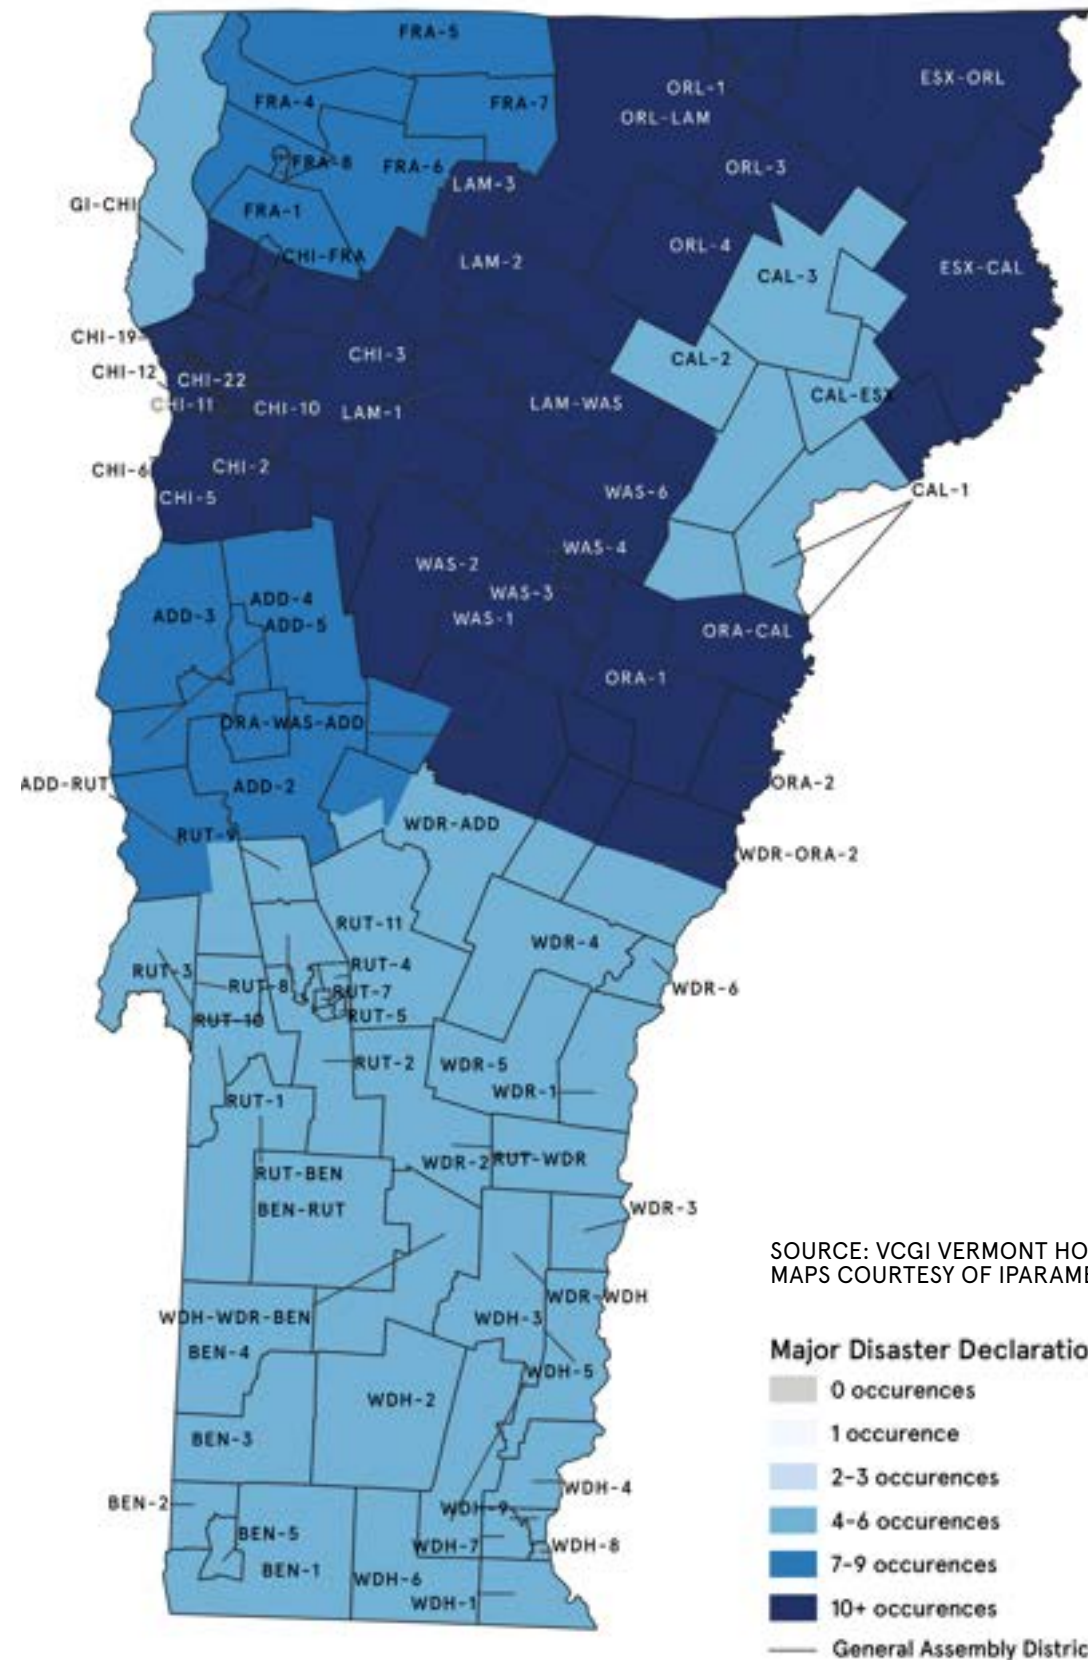 FRA-5
ESX-ORL
ORL-1
FRA-4
FRA-7
ORL-LAM
FRA-8
FRA-6
ORL-3
LAM-3
GI-CHI
FRA-1
ORL-4
CHI-FRA
LAM-2
ESX-CAL
CAL-3
CHI-19
CHI-3
CAL-2
CHI-12
CHI-22
CAL-ESX
CHI-11
CHI-10
LAM-1
LAM-WAS
CHI-6
CHI-2
CHI-5
WAS-6
CAL-1
WAS-4
WAS-2
WAS-3
ADD-4
ADD-3
WAS-1
ADD-5
ORA-CAL
ORA-1
ORA-WAS-ADD
ADD-RUT
ADD-2
ORA-2
WDR-ADD
RUT-9
WDR-ORA-2
RUT-11
WDR-4
RUT-4
RUT-3
RUT-8
RUT-7
WDR-6
RUT-10
RUT-5
RUT-2
WDR-5
WDR-1
RUT-1
WDR-2
RUT-WDR
RUT-BEN
BEN-RUT
WDR-3
SOURCE: VCGI VERMONT HO
MAPS COURTESY OF IPARAME
WDR-WDH
WDH-WDR-BEN
WDH-3
BEN-4
Major Disaster Declaratio
WDH-5
0 occurences
WDH-2
1 occurence
BEN-3
2-3 occurences
WDH-4
BEN-2
WDH-9
4-6 occurences
BEN-5
WDH-7
WDH-8
7-9 occurences
BEN-1
WDH-6
WDH-1
10+ occurences
General Assembly Distric